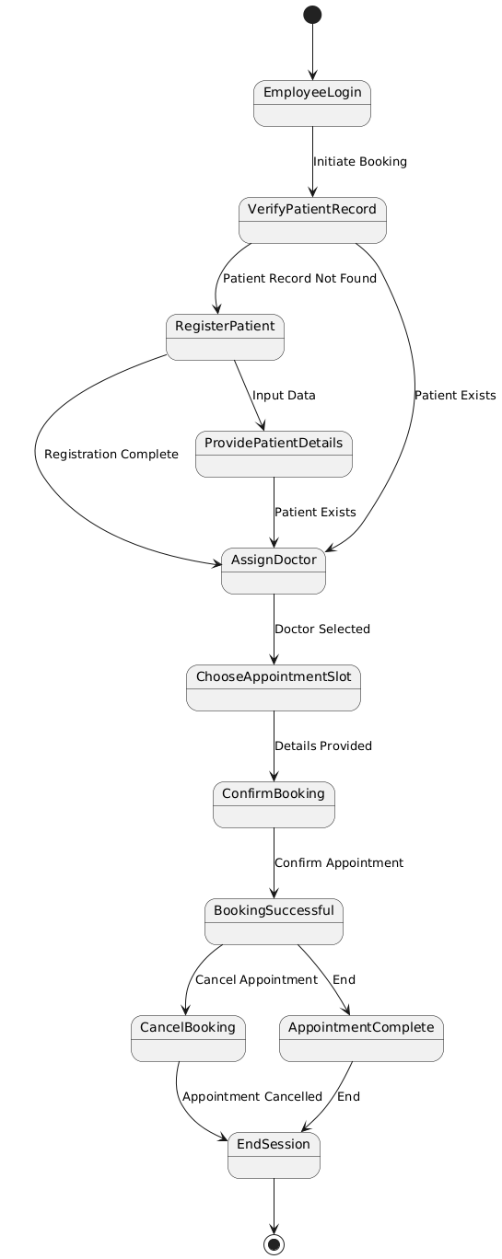 EmployeeLogin
Initiate Booking
VerifyPatientRecord
Patient Record Not Found
RegisterPatient
Input Data
Patient Exists
ProvidePatientDetails
Registration Complete
Patient Exists
AssignDoctor
Doctor Selected
ChooseAppointmentSlot
Details Provided
ConfirmBooking
Confirm Appointment
BookingSuccessful
Cancel Appointment
End
CancelBooking
AppointmentComplete
Appointment Cancelled
End
EndSession